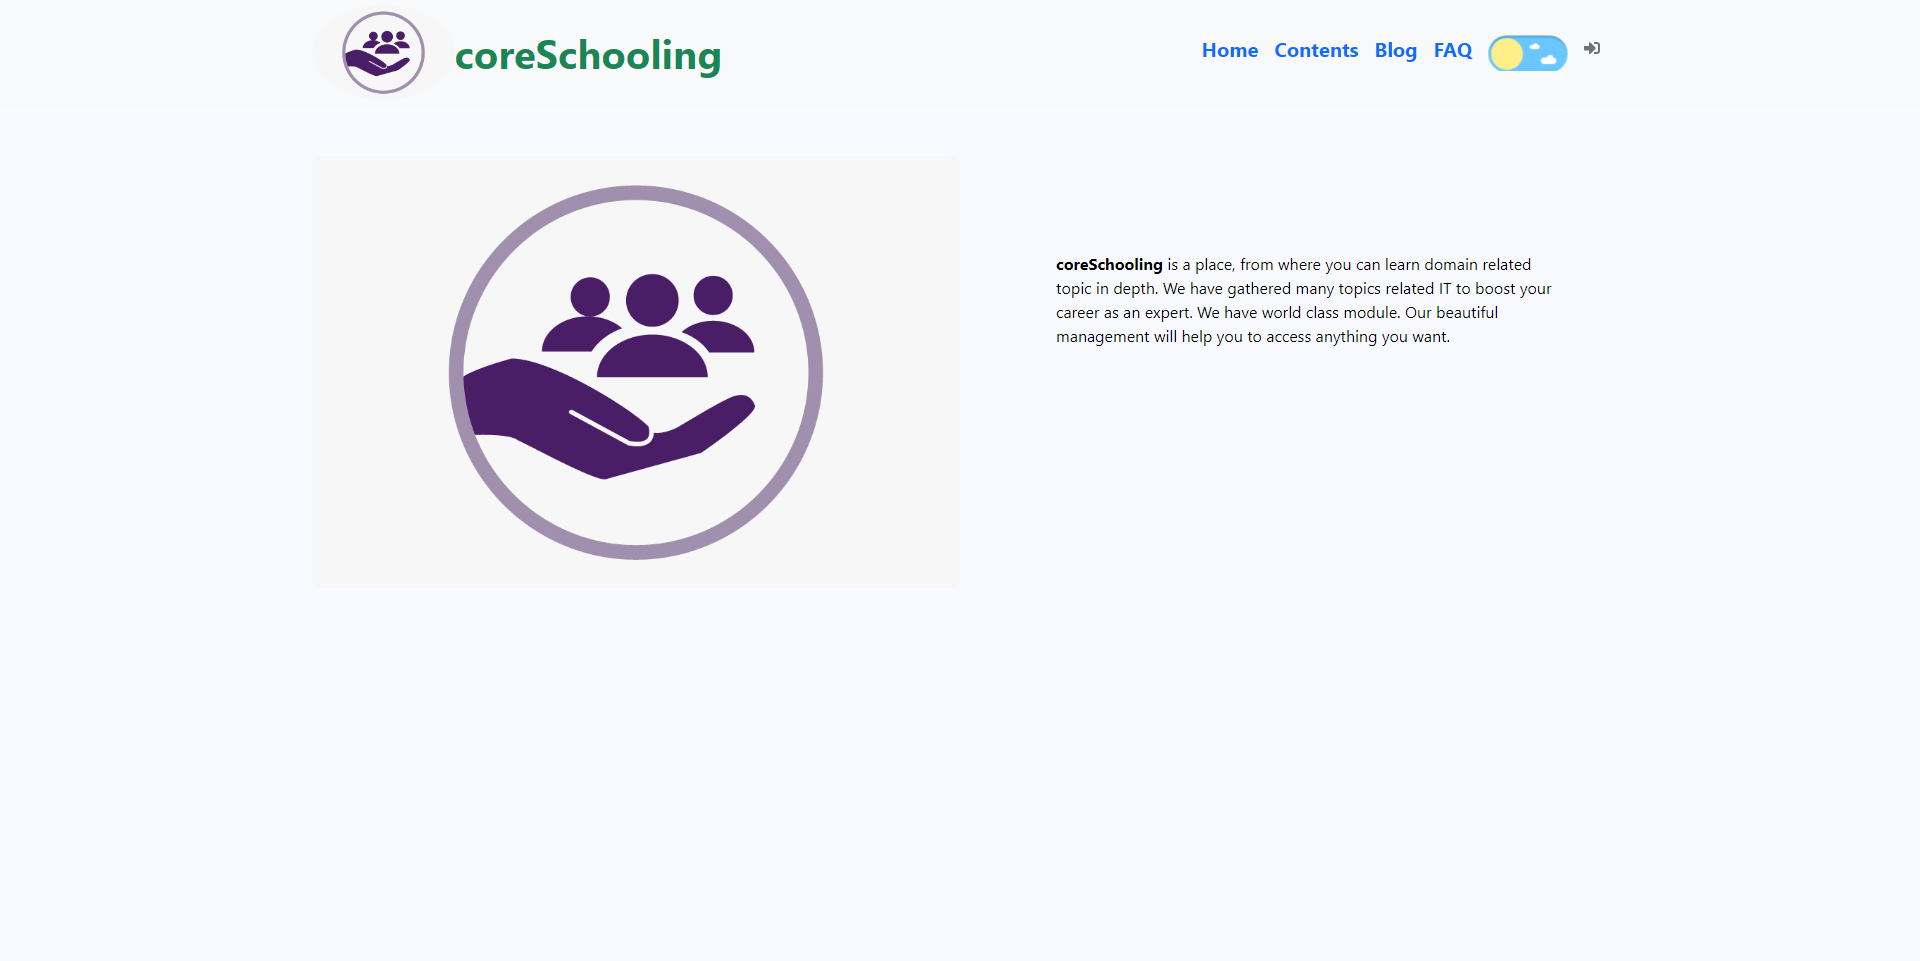 coreSchooling
Home Contents Blog FAQ
coreSchooling is a place, from where you can learn domain related
topic in depth. We have gathered many topics related IT to boost your
career as an expert. We have world class module. Our beautiful
management will help you to access anything you want.